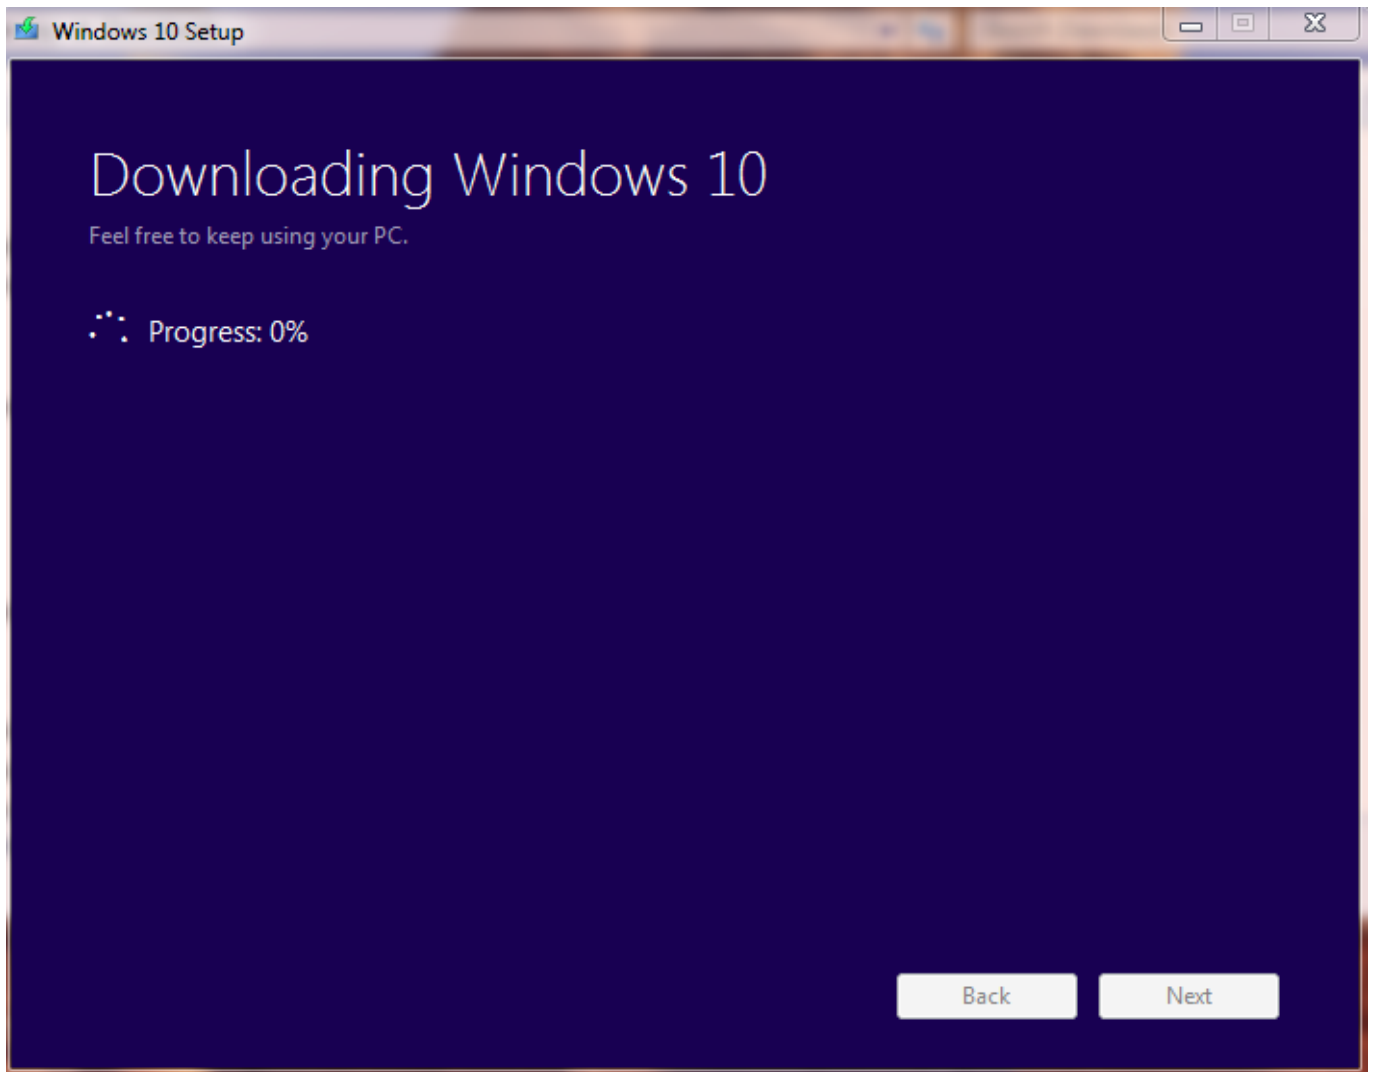 Windows 10 Setup
Downloading Windows 10
Feel free to keep using your PC.
Progress: 0%
Back
Next